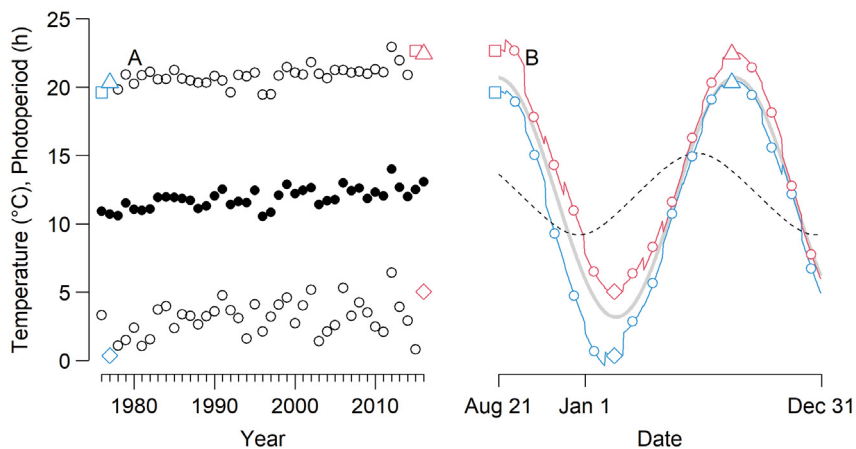 Temperature (°C), Photoperiod (h)
25
20
15
10
5
0
A
1980 1990 2000 2010
Year
B
Aug 21 Jan 1 Dec 31
Date